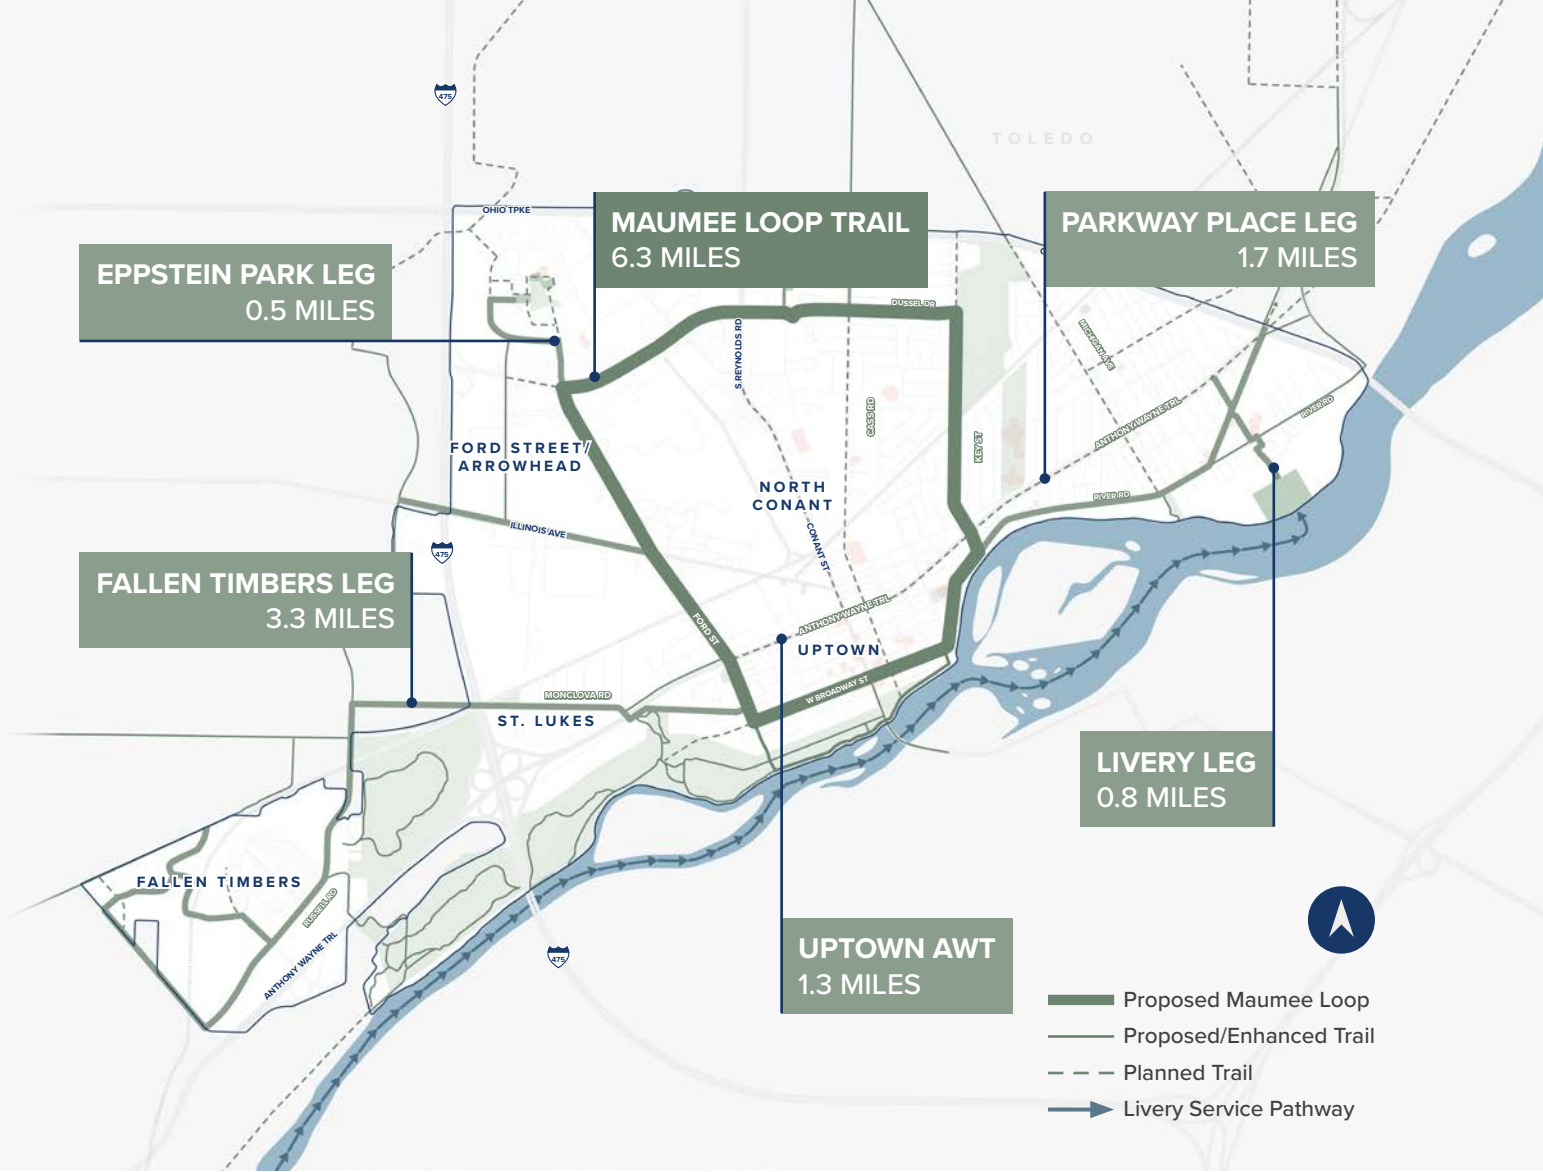 475
TOLEDO
OHIO TPKE
MAUMEE LOOP TRAIL
6.3 MILES
PARKWAY PLACE LEG
1.7 MILES
EPPSTEIN PARK LEG
0.5 MILES
DUSSEL DR
S REYNOLDS RD
MICHIGAN AVE
CASS RD
KEY ST
ANTHONY WAYNE TRL
RIVER RD
FORD STREET/
ARROWHEAD
NORTH
CONANT
RIVER RD
ILLINOIS AVE
CONANT ST
475
FALLEN TIMBERS LEG
3.3 MILES
FORD ST
ANTHONY WAYNE TRL
UPTOWN
W BROADWAY ST
MONCLOVA RD
ST. LUKES
LIVERY LEG
0.8 MILES
FALLEN TIMBERS
RUSSELL RD
ANTHONY WAYNE TRL
475
UPTOWN AWT
1.3 MILES
Proposed Maumee Loop
Proposed/Enhanced Trail
Planned Trail
Livery Service Pathway